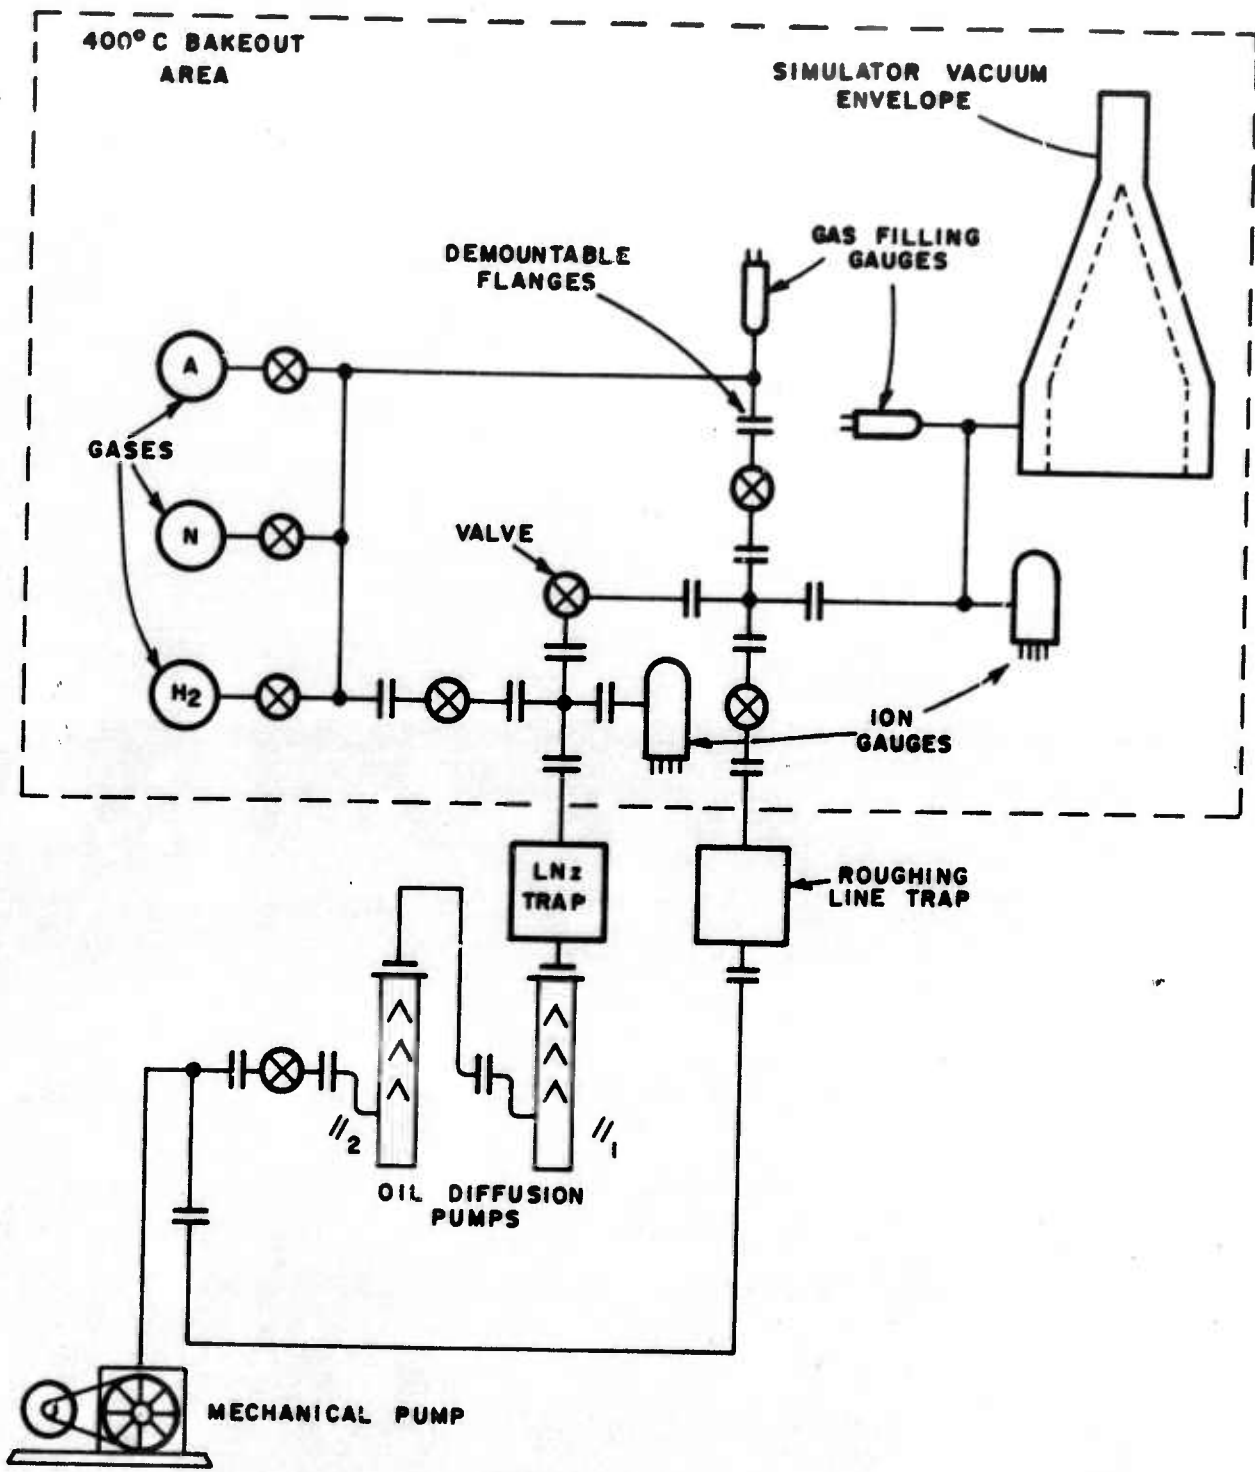 400°C BAKEOUT
AREA
SIMULATOR VACUUM
ENVELOPE
DEMOUNTABLE
FLANGES
GAS FILLING
GAUGES
A
GASES
N
VALVE
H2
ION
GAUGES
LN2
TRAP
ROUGHING
LINE TRAP
//2
//1
OIL DIFFUSION
PUMPS
MECHANICAL PUMP